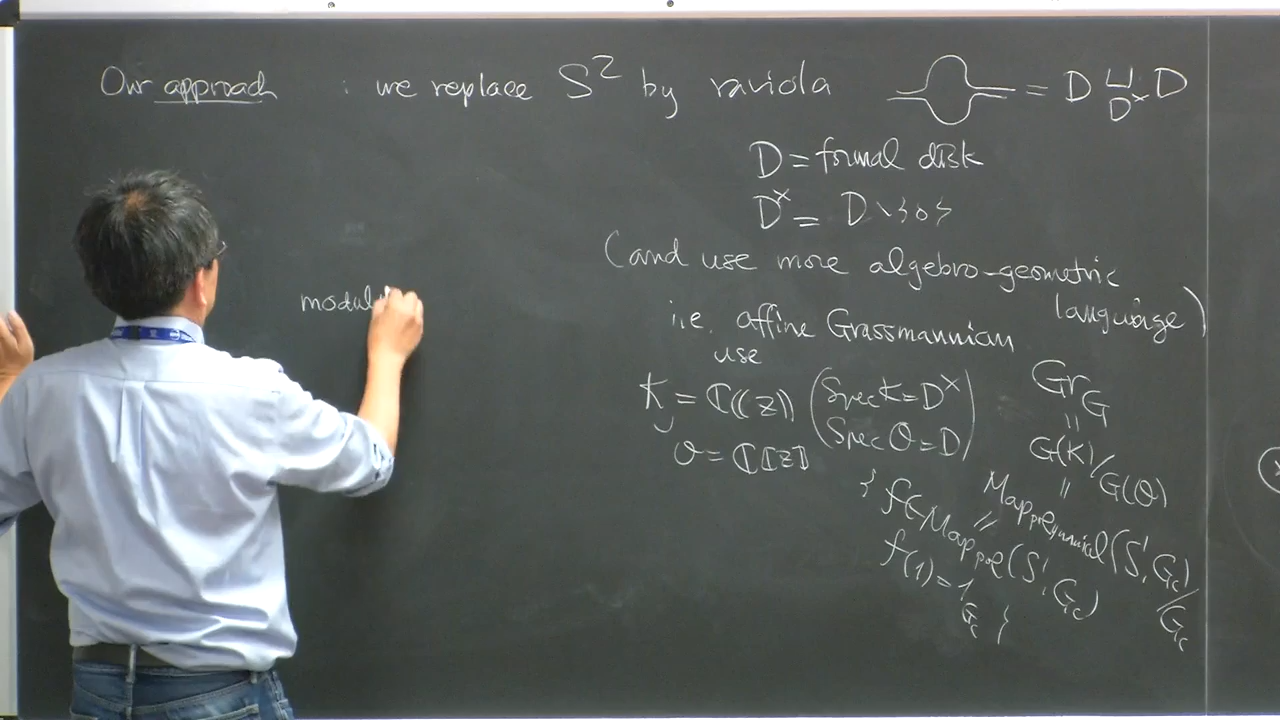 Our approach : we replace S² by raviola = D ⊔_{D^×} D
D = formal disk
D^× = D \ {0}
(and use more algebro-geometric
language)
i.e. affine Grassmannian
use
K = ℂ((z)) (Spec K = D^×
O = ℂ[[z]] Spec O = D)
Gr_G
=
G(K)/G(O)
=
Map_polynomial(S¹, G_c)/G_c
=
{ f ∈ Map_pol(S¹, G_c)
f(1) = 1_{G_c} }
modul